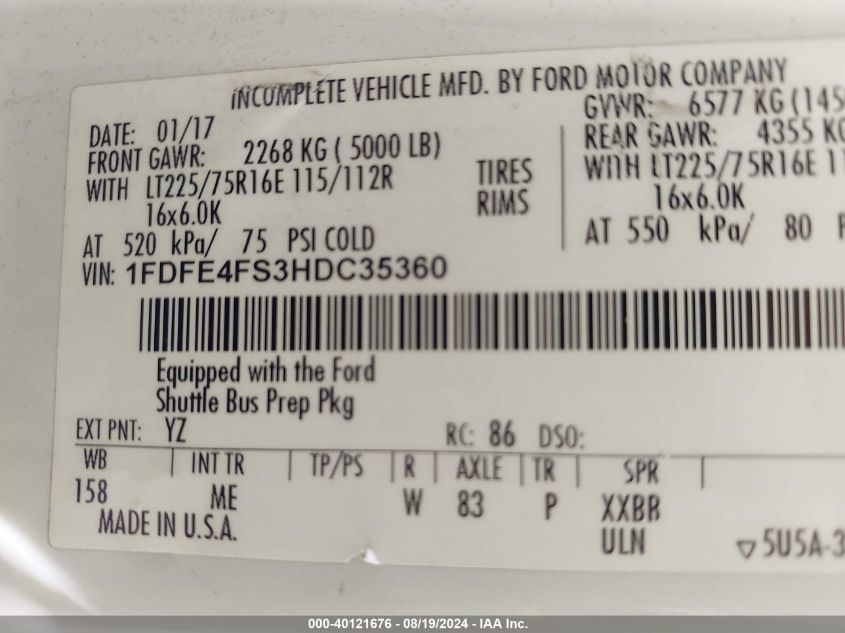 INCOMPLETE VEHICLE MFD. BY FORD MOTOR COMPANY
DATE: 01/17
GVWR: 6577 KG (145
FRONT GAWR: 2268 KG ( 5000 LB)
REAR GAWR: 4355 KG
WITH LT225/75R16E 115/112R TIRES
WITH LT225/75R16E 11
16x6.0K RIMS
16x6.0K
AT 520 kPa/ 75 PSI COLD
AT 550 kPa/ 80 P
VIN: 1FDFE4FS3HDC35360
Equipped with the Ford
Shuttle Bus Prep Pkg
EXT PNT: YZ RC: 86 DSO:
WB | INT TR | TP/PS | R | AXLE | TR | SPR |
158 ME W 83 P XXBR
MADE IN U.S.A. ULN ▽5U5A-3
000-40121676 - 08/19/2024 - IAA Inc.